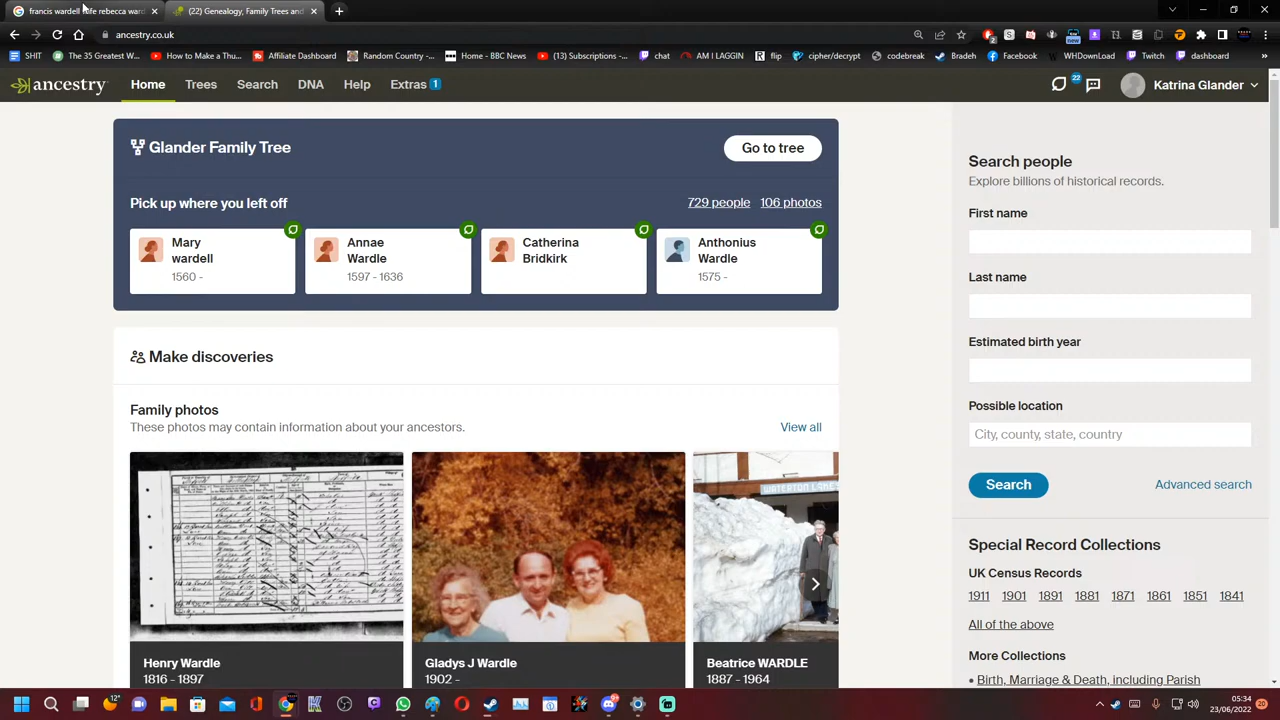 francis wardell wife rebecca ward
(22) Genealogy, Family Trees and
ancestry.co.uk
SHIT
The 35 Greatest W...
How to Make a Thu...
Affiliate Dashboard
Random Comic - D...
Home - BBC News
(13) Subscriptions -...
chat
AM I LAGGIN
flip
cipher/decrypt
codebreak
Bradeh
Facebook
WHDownLoad
Twitch
dashboard
ancestry
Home
Trees
Search
DNA
Help
Extras 1
22
Katrina Glander
Glander Family Tree
Go to tree
Pick up where you left off
729 people
106 photos
Mary
wardell
1560 -
Annae
Wardle
1597 - 1636
Catherina
Bridkirk
Anthonius
Wardle
1575 -
Make discoveries
Family photos
These photos may contain information about your ancestors.
View all
Henry Wardle
1816 - 1897
Gladys J Wardle
1902 -
Beatrice WARDLE
1887 - 1964
Search people
Explore billions of historical records.
First name
Last name
Estimated birth year
Possible location
City, county, state, country
Search
Advanced search
Special Record Collections
UK Census Records
1911 1901 1891 1881 1871 1861 1851 1841
All of the above
More Collections
• Birth, Marriage & Death, including Parish
05:34
23/06/2022